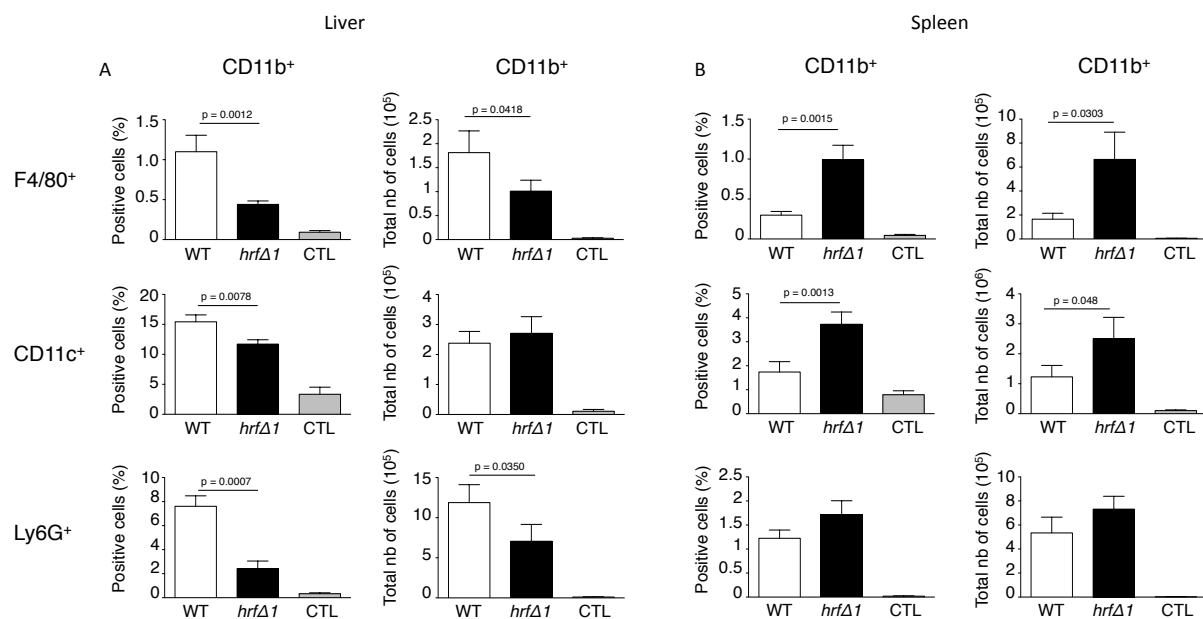 Liver
Spleen
A
CD11b⁺
CD11b⁺
B
CD11b⁺
CD11b⁺
F4/80⁺
Positive cells (%)
1.5
1.0
0.5
0
p = 0.0012
WT
hrfΔ1
CTL
Total nb of cells (10⁵)
2.5
2
1.5
1
0.5
0
p = 0.0418
WT
hrfΔ1
CTL
Positive cells (%)
1.5
1.0
0.5
0
p = 0.0015
WT
hrfΔ1
CTL
Total nb of cells (10⁵)
10
8
6
4
2
0
p = 0.0303
WT
hrfΔ1
CTL
CD11c⁺
Positive cells (%)
20
15
10
5
0
p = 0.0078
WT
hrfΔ1
CTL
Total nb of cells (10⁵)
4
3
2
1
0
WT
hrfΔ1
CTL
Positive cells (%)
5
4
3
2
1
0
p = 0.0013
WT
hrfΔ1
CTL
Total nb of cells (10⁶)
4
3
2
1
0
p = 0.048
WT
hrfΔ1
CTL
Ly6G⁺
Positive cells (%)
10
8
6
4
2
0
p = 0.0007
WT
hrfΔ1
CTL
Total nb of cells (10⁵)
15
10
5
0
p = 0.0350
WT
hrfΔ1
CTL
Positive cells (%)
2.5
2
1.5
1
0.5
0
WT
hrfΔ1
CTL
Total nb of cells (10⁵)
10
8
6
4
2
0
WT
hrfΔ1
CTL